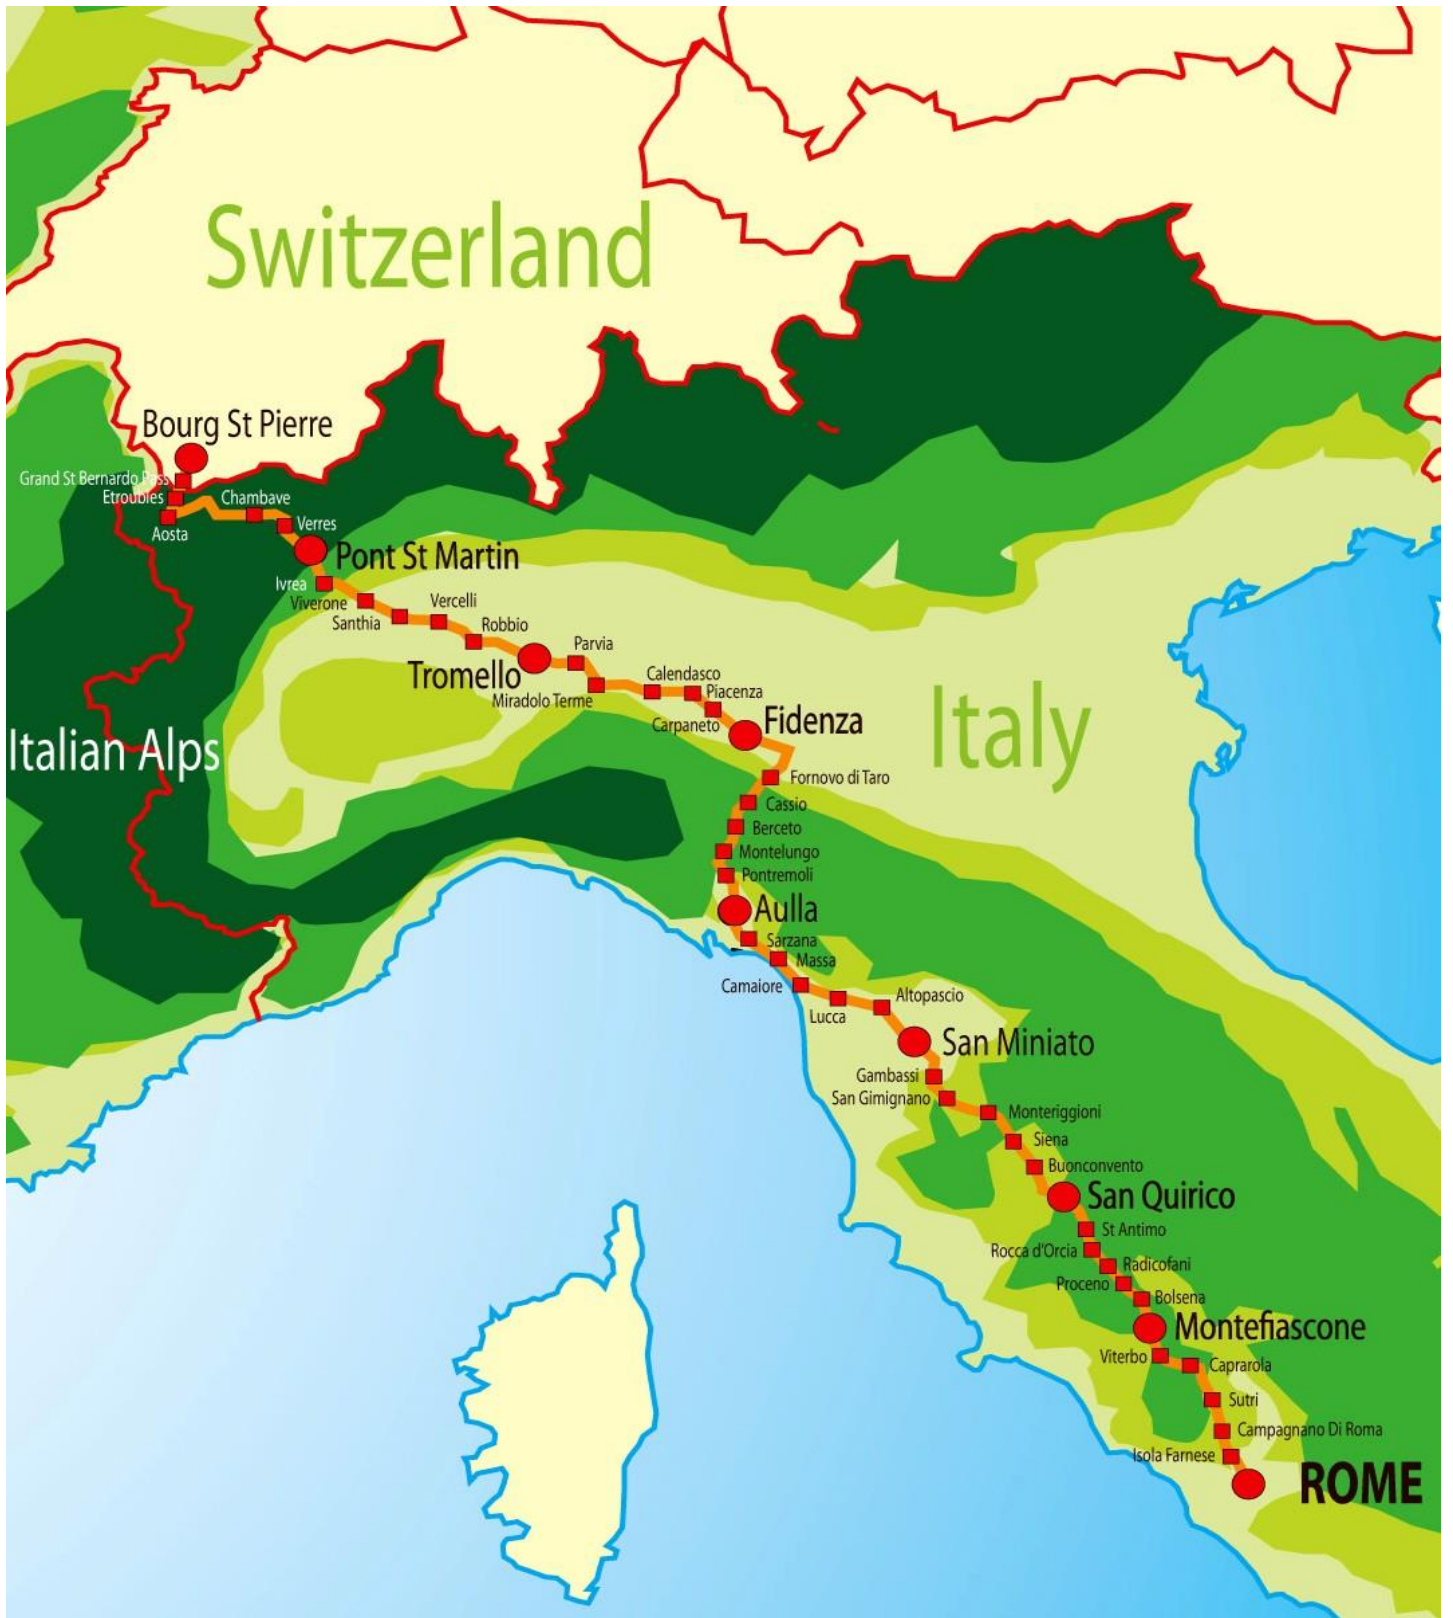 Switzerland
Bourg St Pierre
Grand St Bernardo Pass
Etroubles
Chambave
Aosta
Verres
Pont St Martin
Ivrea
Viverone
Santhia
Vercelli
Robbio
Parvia
Tromello
Miradolo Terme
Calendasco
Piacenza
Carpaneto
Fidenza
Italy
Italian Alps
Fornovo di Taro
Cassio
Berceto
Montelungo
Pontremoli
Aulla
Sarzana
Massa
Camaiore
Lucca
Altopascio
San Miniato
Gambassi
San Gimignano
Monteriggioni
Siena
Buonconvento
San Quirico
St Antimo
Rocca d'Orcia
Radicofani
Proceno
Bolsena
Montefiascone
Viterbo
Caprarola
Sutri
Campagnano Di Roma
Isola Farnese
ROME